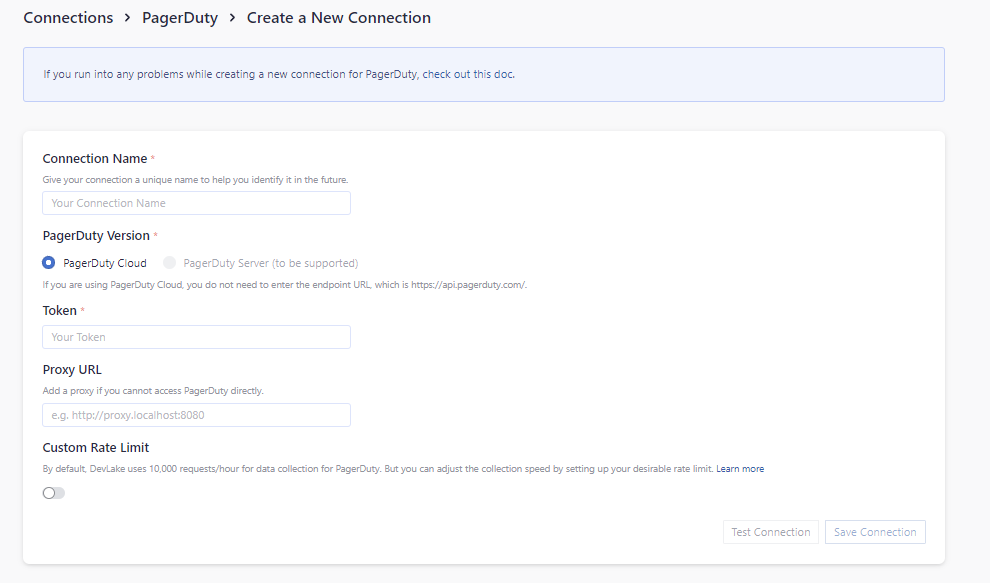 Connections > PagerDuty > Create a New Connection
If you run into any problems while creating a new connection for PagerDuty, check out this doc.
Connection Name *
Give your connection a unique name to help you identify it in the future.
Your Connection Name
PagerDuty Version *
PagerDuty Cloud PagerDuty Server (to be supported)
If you are using PagerDuty Cloud, you do not need to enter the endpoint URL, which is https://api.pagerduty.com/.
Token *
Your Token
Proxy URL
Add a proxy if you cannot access PagerDuty directly.
e.g. http://proxy.localhost:8080
Custom Rate Limit
By default, DevLake uses 10,000 requests/hour for data collection for PagerDuty. But you can adjust the collection speed by setting up your desirable rate limit. Learn more
Test Connection Save Connection